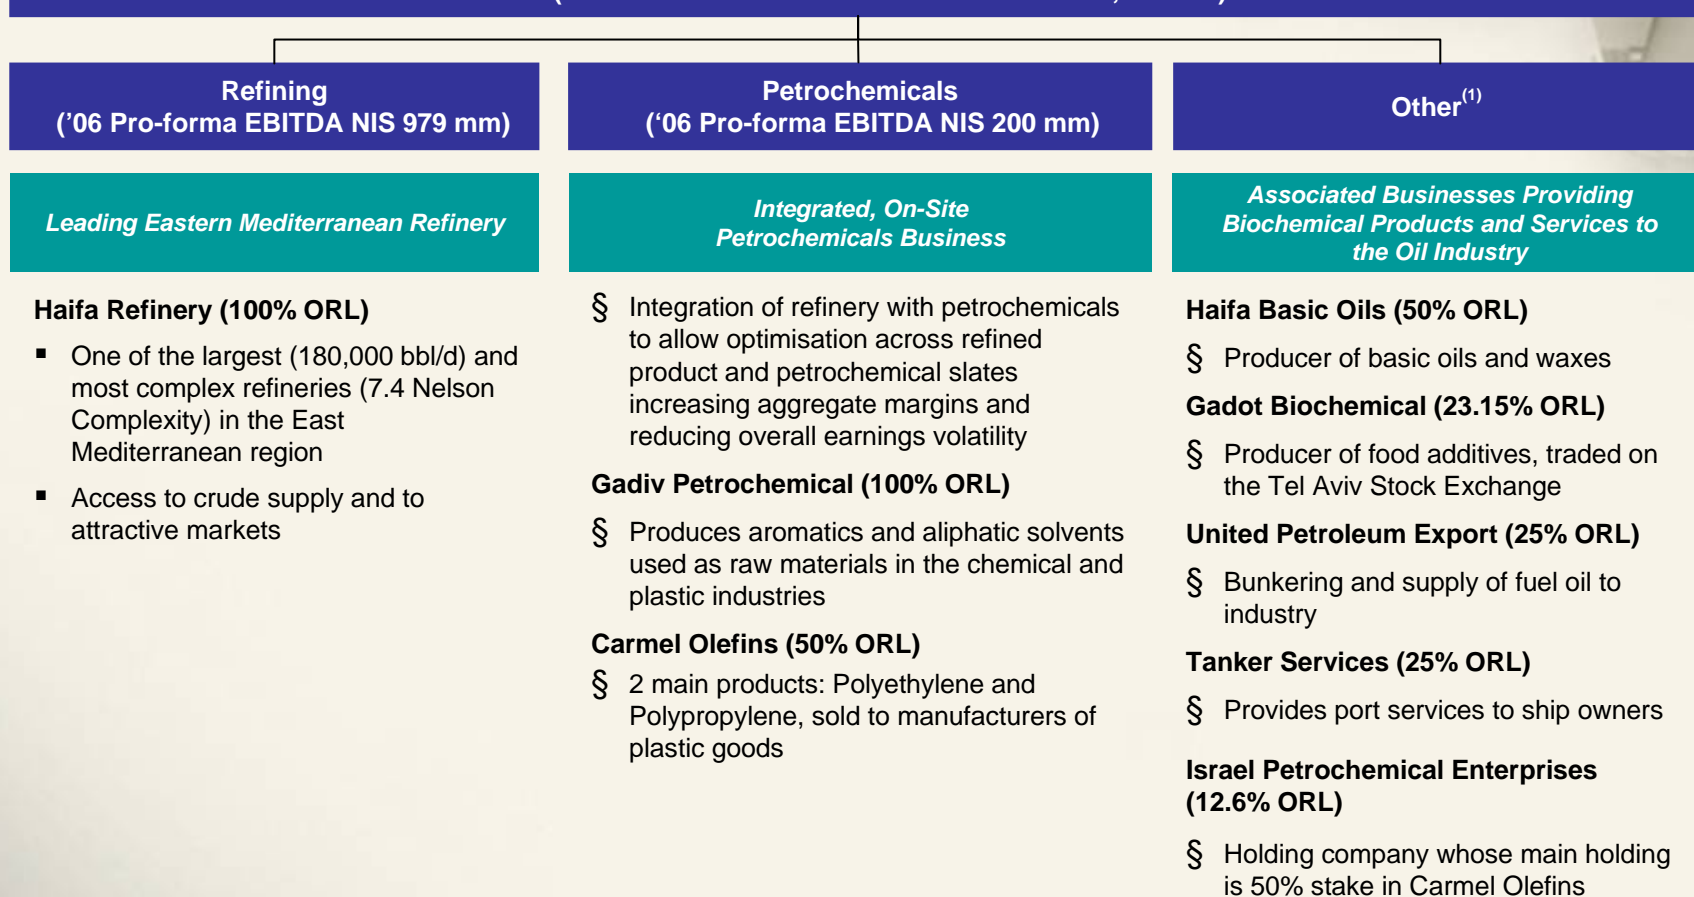 Refining
('06 Pro-forma EBITDA NIS 979 mm)
Leading Eastern Mediterranean Refinery
Haifa Refinery (100% ORL)
▪ One of the largest (180,000 bbl/d) and
most complex refineries (7.4 Nelson
Complexity) in the East
Mediterranean region
▪ Access to crude supply and to
attractive markets
Petrochemicals
(‘06 Pro-forma EBITDA NIS 200 mm)
Integrated, On-Site
Petrochemicals Business
§ Integration of refinery with petrochemicals
to allow optimisation across refined
product and petrochemical slates
increasing aggregate margins and
reducing overall earnings volatility
Gadiv Petrochemical (100% ORL)
§ Produces aromatics and aliphatic solvents
used as raw materials in the chemical and
plastic industries
Carmel Olefins (50% ORL)
§ 2 main products: Polyethylene and
Polypropylene, sold to manufacturers of
plastic goods
Other(1)
Associated Businesses Providing
Biochemical Products and Services to
the Oil Industry
Haifa Basic Oils (50% ORL)
§ Producer of basic oils and waxes
Gadot Biochemical (23.15% ORL)
§ Producer of food additives, traded on
the Tel Aviv Stock Exchange
United Petroleum Export (25% ORL)
§ Bunkering and supply of fuel oil to
industry
Tanker Services (25% ORL)
§ Provides port services to ship owners
Israel Petrochemical Enterprises
(12.6% ORL)
§ Holding company whose main holding
is 50% stake in Carmel Olefins